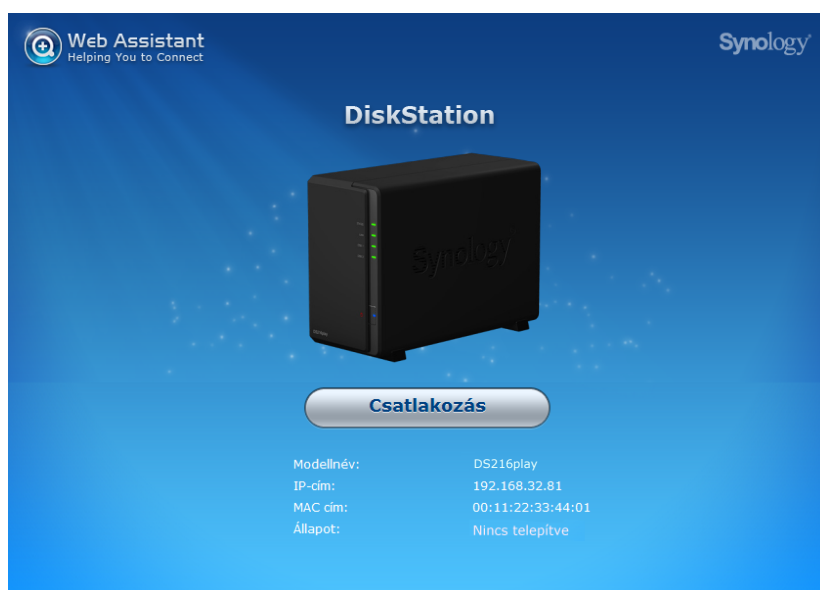 Web Assistant
Helping You to Connect
Synology
DiskStation
Synology
Csatlakozás
Modellnév: DS216play
IP-cím: 192.168.32.81
MAC cím: 00:11:22:33:44:01
Állapot: Nincs telepítve